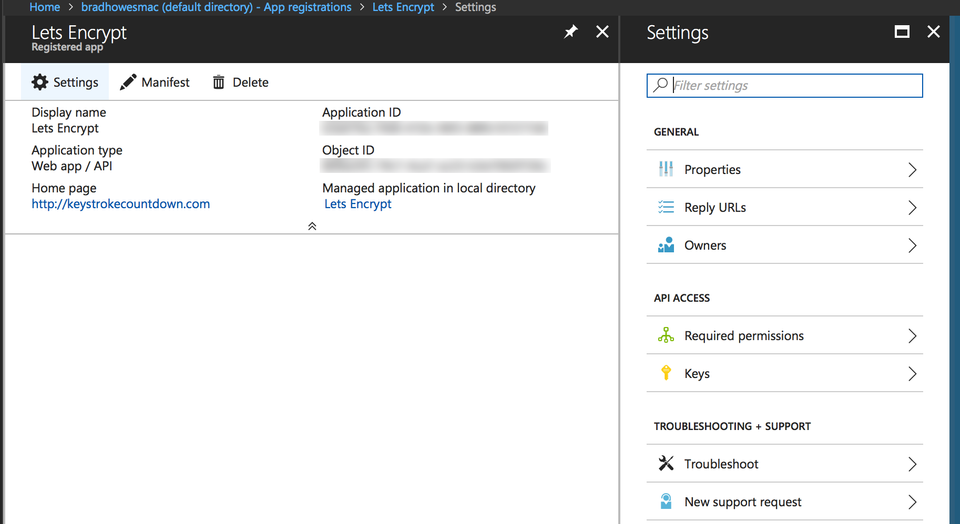 Home > bradhowesmac (default directory) - App registrations > Lets Encrypt > Settings
Lets Encrypt
Registered app
Settings
Manifest
Delete
Display name
Lets Encrypt
Application type
Web app / API
Home page
http://keystrokecountdown.com
Application ID
Object ID
Managed application in local directory
Lets Encrypt
Settings
Filter settings
GENERAL
Properties
Reply URLs
Owners
API ACCESS
Required permissions
Keys
TROUBLESHOOTING + SUPPORT
Troubleshoot
New support request